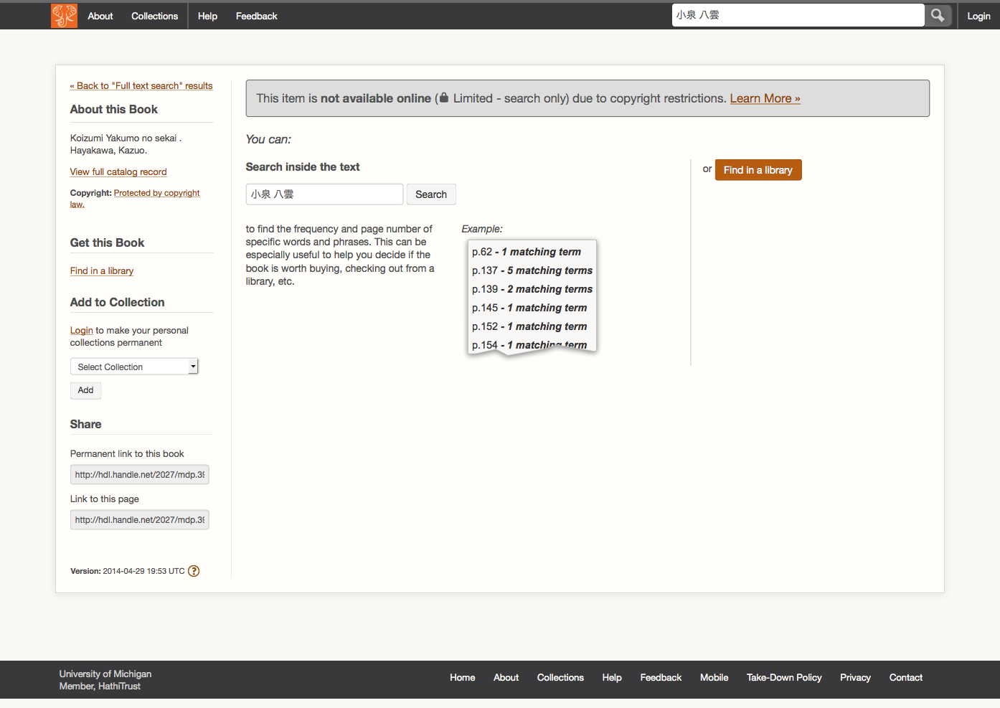 About Collections Help Feedback 小泉 八雲 Login
« Back to "Full text search" results
About this Book
Koizumi Yakumo no sekai .
Hayakawa, Kazuo.
View full catalog record
Copyright: Protected by copyright
law.
Get this Book
Find in a library
Add to Collection
Login to make your personal
collections permanent
Select Collection
Add
Share
Permanent link to this book
http://hdl.handle.net/2027/mdp.39
Link to this page
http://hdl.handle.net/2027/mdp.39
Version: 2014-04-29 19:53 UTC ?
This item is not available online ( Limited - search only) due to copyright restrictions. Learn More »
You can:
Search inside the text
小泉 八雲 Search
to find the frequency and page number of
specific words and phrases. This can be
especially useful to help you decide if the
book is worth buying, checking out from a
library, etc.
Example:
p.62 - 1 matching term
p.137 - 5 matching terms
p.139 - 2 matching terms
p.145 - 1 matching term
p.152 - 1 matching term
p.154 - 1 matching term
or Find in a library
University of Michigan
Member, HathiTrust
Home About Collections Help Feedback Mobile Take-Down Policy Privacy Contact